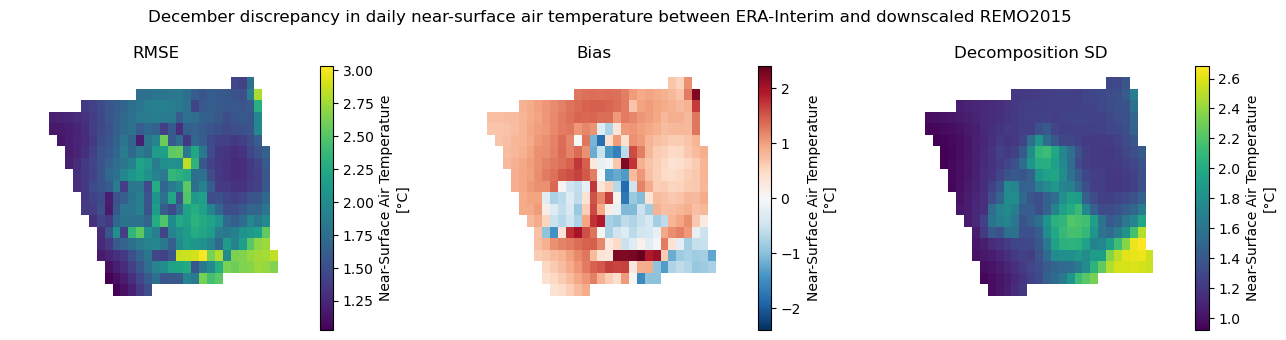 December discrepancy in daily near-surface air temperature between ERA-Interim and downscaled REMO2015
RMSE
3.00
2.75
2.50
2.25
2.00
1.75
1.50
1.25
Near-Surface Air Temperature
[°C]
Bias
2
1
0
−1
−2
Near-Surface Air Temperature
[°C]
Decomposition SD
2.6
2.4
2.2
2.0
1.8
1.6
1.4
1.2
1.0
Near-Surface Air Temperature
[°C]